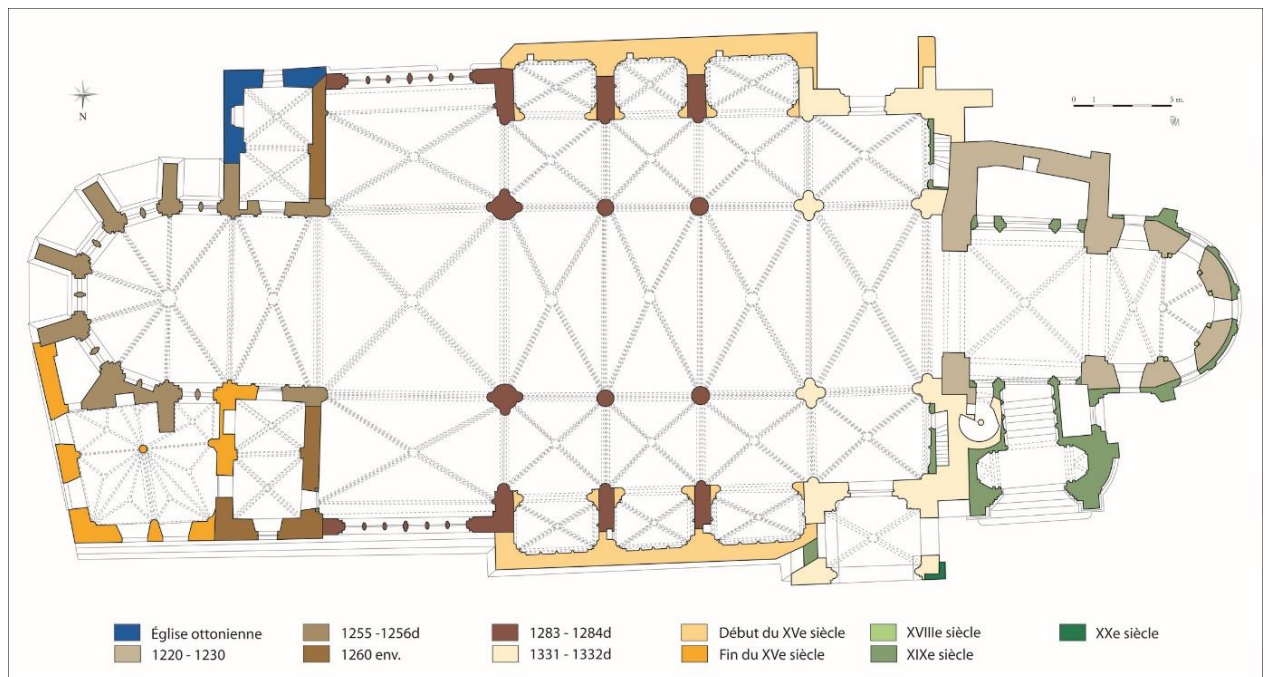 N
0 1 5 m.
Église ottonienne
1220 - 1230
1255 -1256d
1260 env.
1283 - 1284d
1331 - 1332d
Début du XVe siècle
Fin du XVe siècle
XVIIIe siècle
XIXe siècle
XXe siècle